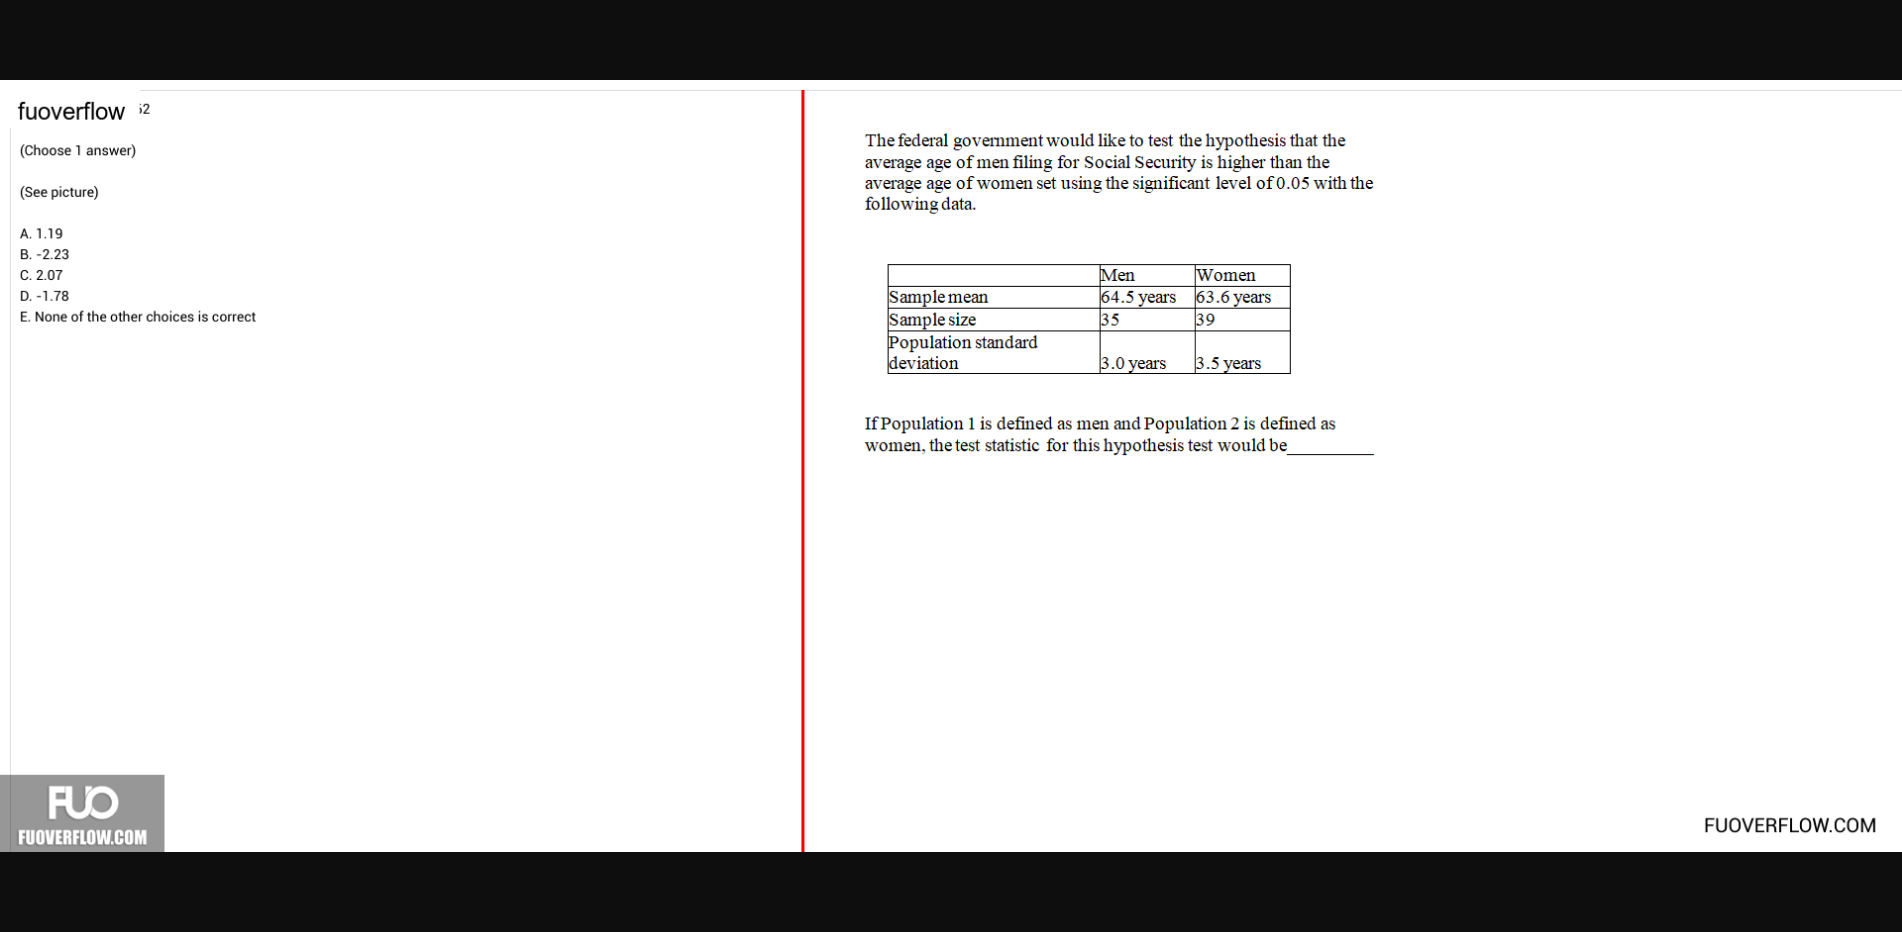 fuoverflow
52
(Choose 1 answer)
(See picture)
A. 1.19
B. -2.23
C. 2.07
D. -1.78
E. None of the other choices is correct
The federal government would like to test the hypothesis that the
average age of men filing for Social Security is higher than the
average age of women set using the significant level of 0.05 with the
following data.
Men Women
Sample mean 64.5 years 63.6 years
Sample size 35 39
Population standard
deviation 3.0 years 3.5 years
If Population 1 is defined as men and Population 2 is defined as
women, the test statistic for this hypothesis test would be__________
FUO
FUOVERFLOW.COM
FUOVERFLOW.COM